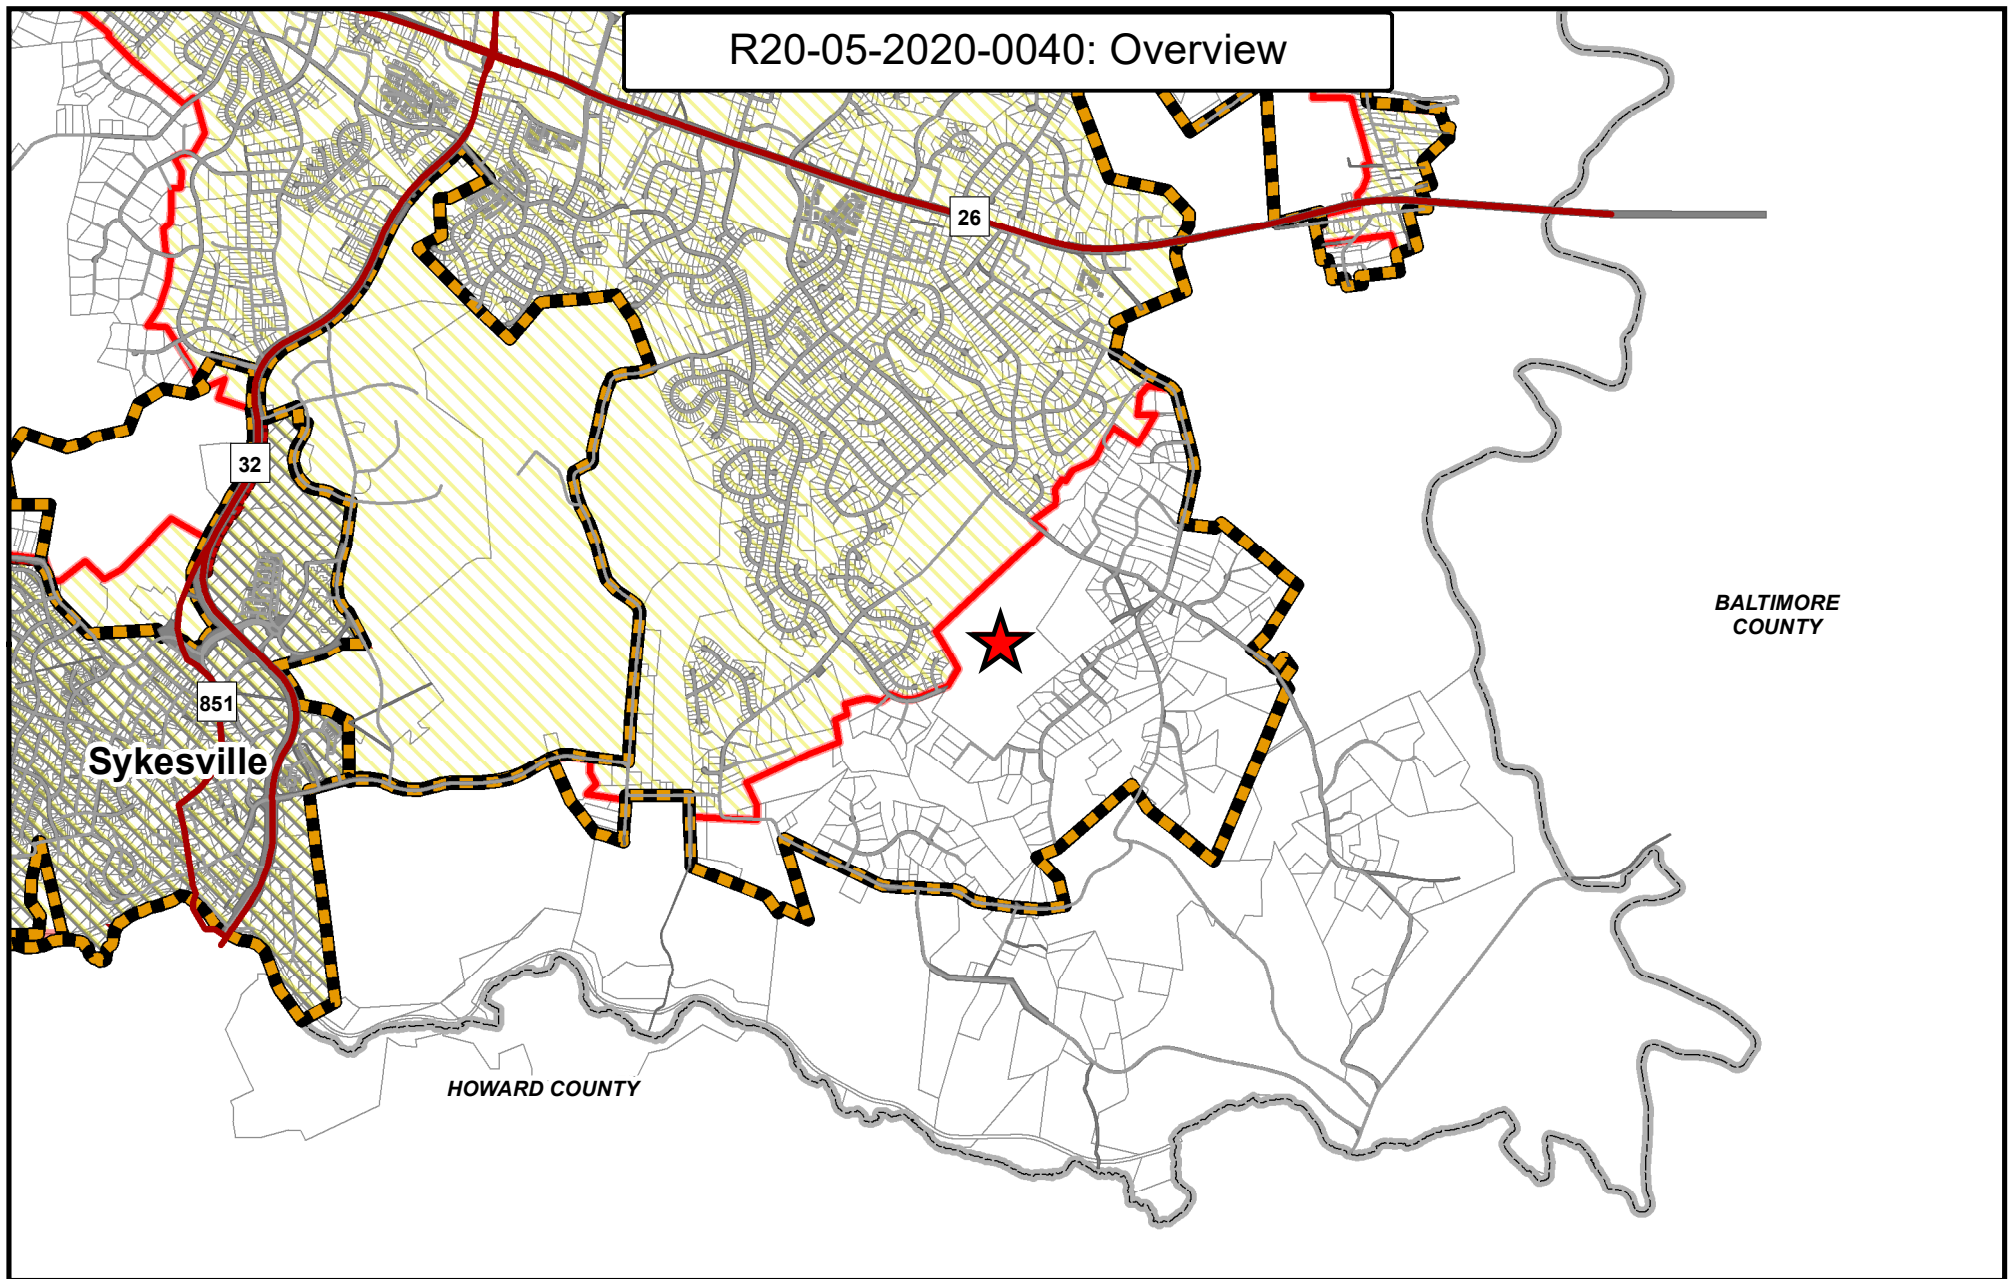 R20-05-2020-0040: Overview
26
32
BALTIMORE
COUNTY
851
Sykesville
HOWARD COUNTY